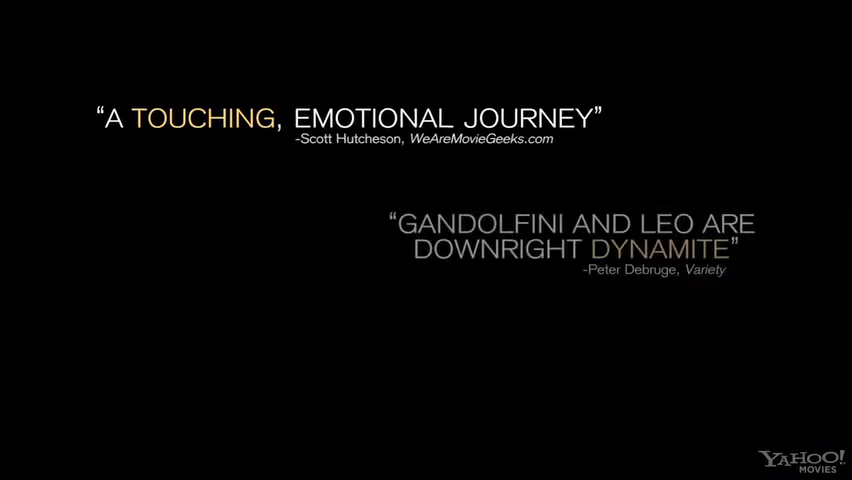 “A TOUCHING, EMOTIONAL JOURNEY”
-Scott Hutcheson, WeAreMovieGeeks.com
“GANDOLFINI AND LEO ARE
DOWNRIGHT DYNAMITE”
-Peter Debruge, Variety
YAHOO!
MOVIES